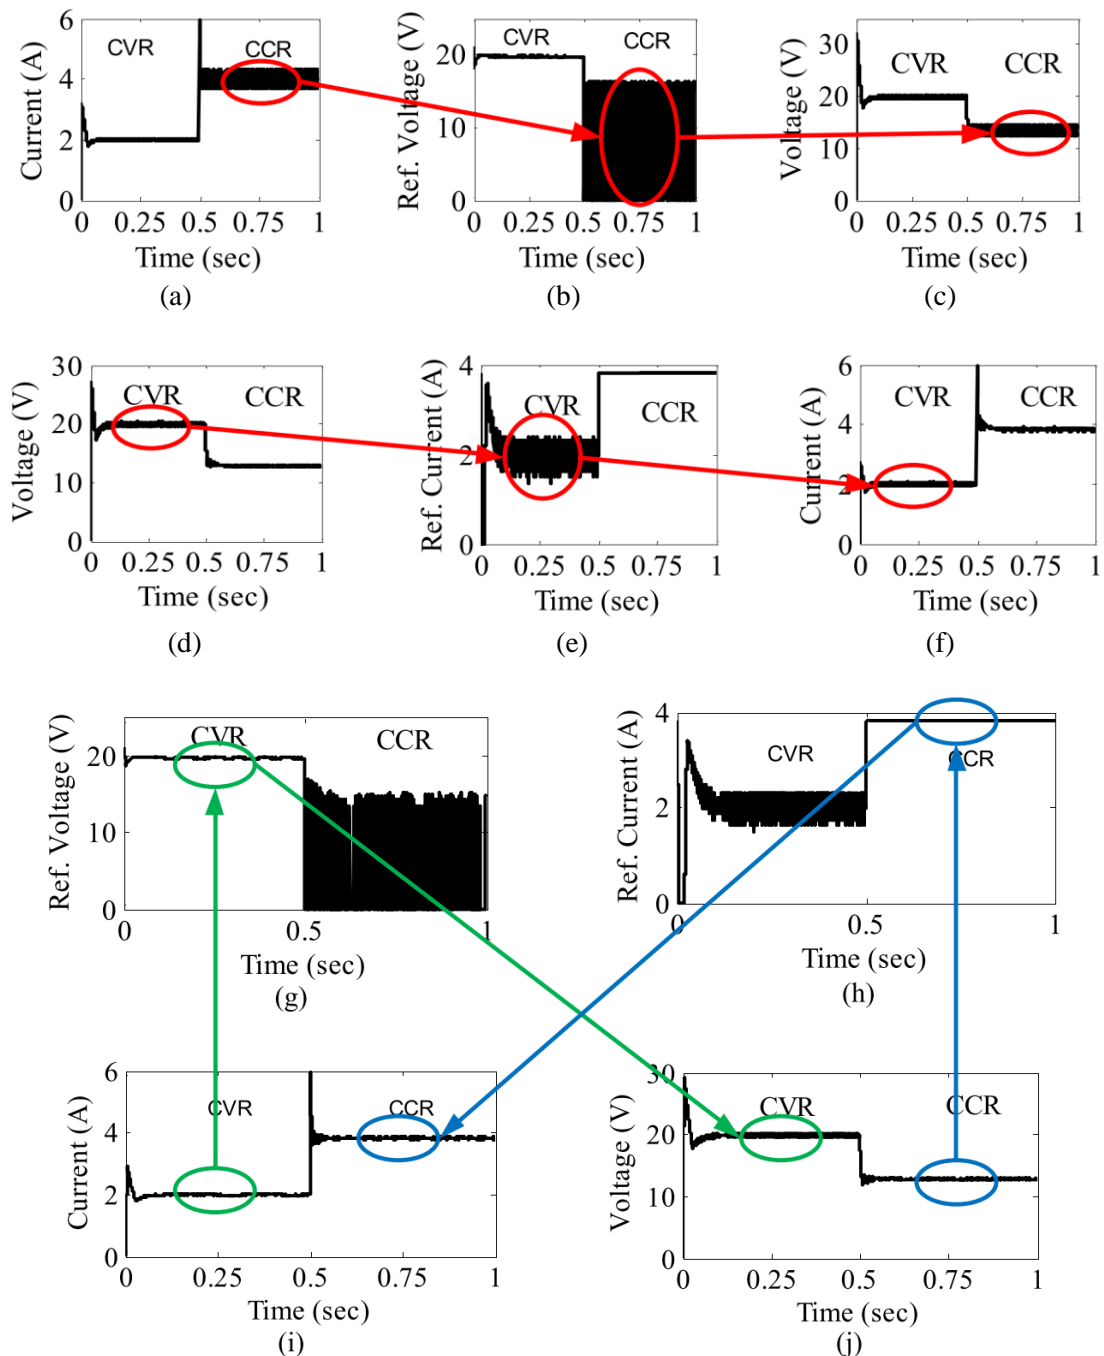 Current (A)
6
4
2
0
CVR
CCR
0 0.25 0.5 0.75 1
Time (sec)
(a)
Ref. Voltage (V)
20
10
0
CVR
CCR
0 0.25 0.5 0.75 1
Time (sec)
(b)
Voltage (V)
30
20
10
0
CVR
CCR
0 0.25 0.5 0.75 1
Time (sec)
(c)
Voltage (V)
30
20
10
0
CVR
CCR
0 0.25 0.5 0.75 1
Time (sec)
(d)
Ref. Current (A)
4
2
0
CVR
CCR
0 0.25 0.5 0.75 1
Time (sec)
(e)
Current (A)
6
4
2
0
CVR
CCR
0 0.25 0.5 0.75 1
Time (sec)
(f)
Ref. Voltage (V)
20
10
0
CVR
CCR
0 0.5 1
Time (sec)
(g)
Ref. Current (A)
4
2
0
CVR
CCR
0 0.5 1
Time (sec)
(h)
Current (A)
6
4
2
0
CVR
CCR
0 0.25 0.5 0.75 1
Time (sec)
(i)
Voltage (V)
30
20
10
0
CVR
CCR
0 0.25 0.5 0.75 1
Time (sec)
(j)